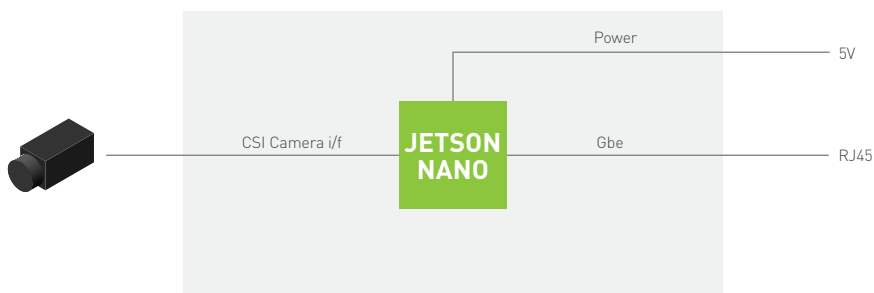 Power
5V
CSI Camera i/f
JETSON
NANO
Gbe
RJ45